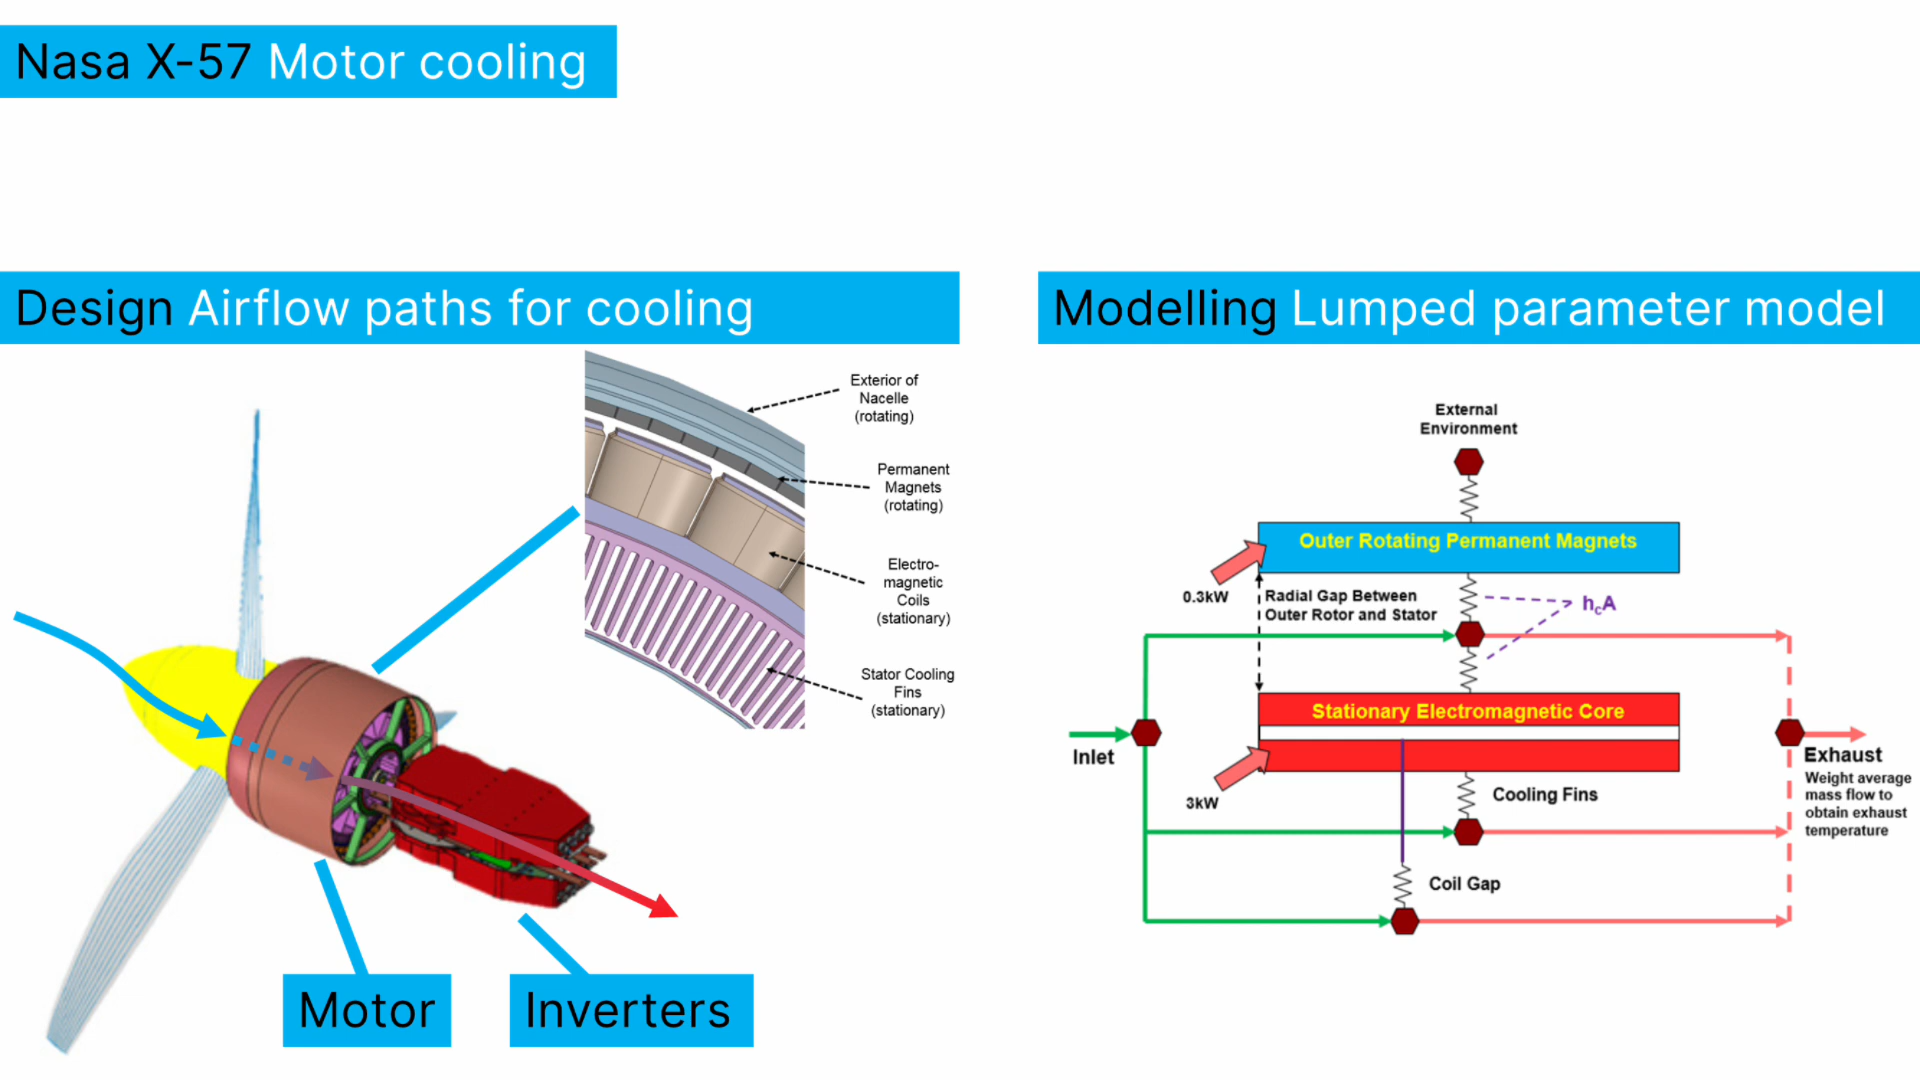 Nasa X-57 Motor cooling
Design Airflow paths for cooling
Exterior of
Nacelle
(rotating)
Permanent
Magnets
(rotating)
Electro-
magnetic
Coils
(stationary)
Stator Cooling
Fins
(stationary)
Motor
Inverters
Modelling Lumped parameter model
External
Environment
Outer Rotating Permanent Magnets
0.3kW
Radial Gap Between
Outer Rotor and Stator
hcA
Stationary Electromagnetic Core
Inlet
3kW
Cooling Fins
Coil Gap
Exhaust
Weight average
mass flow to
obtain exhaust
temperature